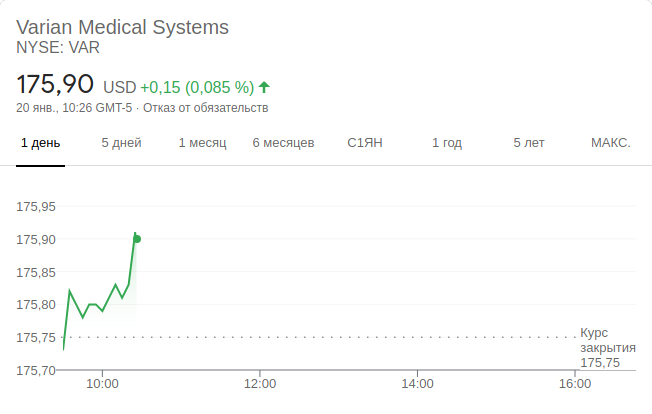 Varian Medical Systems
NYSE: VAR
175,90 USD +0,15 (0,085 %)
20 янв., 10:26 GMT-5 · Отказ от обязательств
1 день 5 дней 1 месяц 6 месяцев С1ЯН 1 год 5 лет МАКС.
175,95
175,90
175,85
175,80
175,75
175,70
Курс
закрытия
175,75
10:00 12:00 14:00 16:00